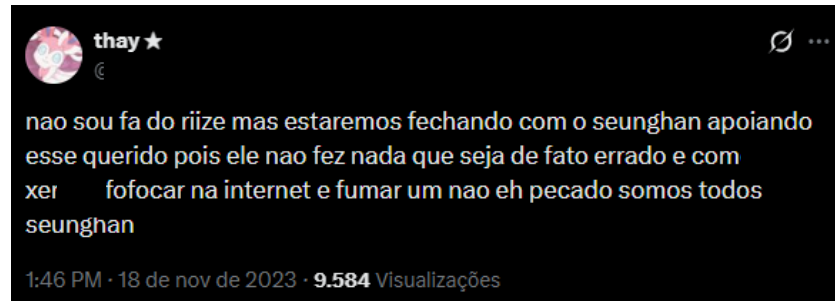 thay ★
@
nao sou fa do riize mas estaremos fechando com o seunghan apoiando
esse querido pois ele nao fez nada que seja de fato errado e com
xer fofocar na internet e fumar um nao eh pecado somos todos
seunghan
1:46 PM · 18 de nov de 2023 · 9.584 Visualizações